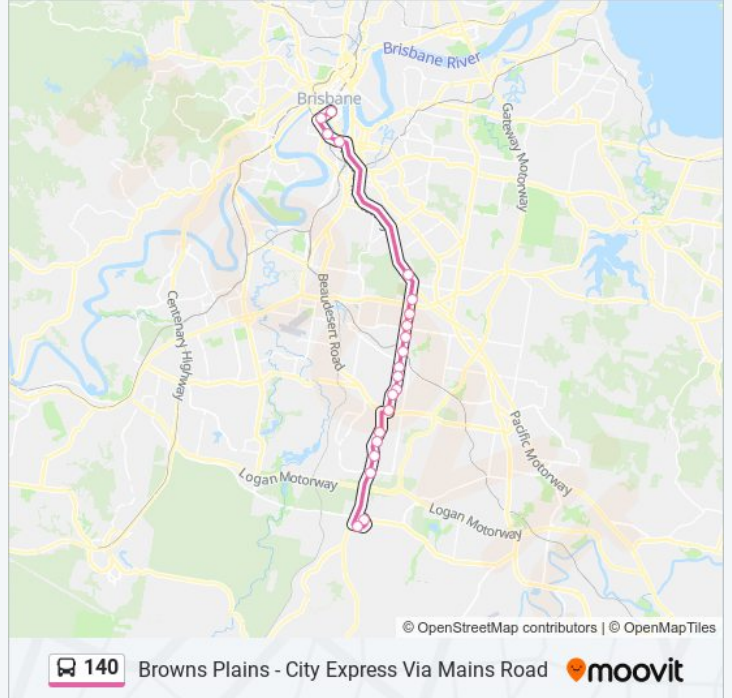 Brisbane River
Brisbane
Gateway Motorway
Centenary Highway
Beaudesert Road
Pacific Motorway
Logan Motorway
Logan Motorway
© OpenStreetMap contributors | © OpenMapTiles
140 Browns Plains - City Express Via Mains Road moovit